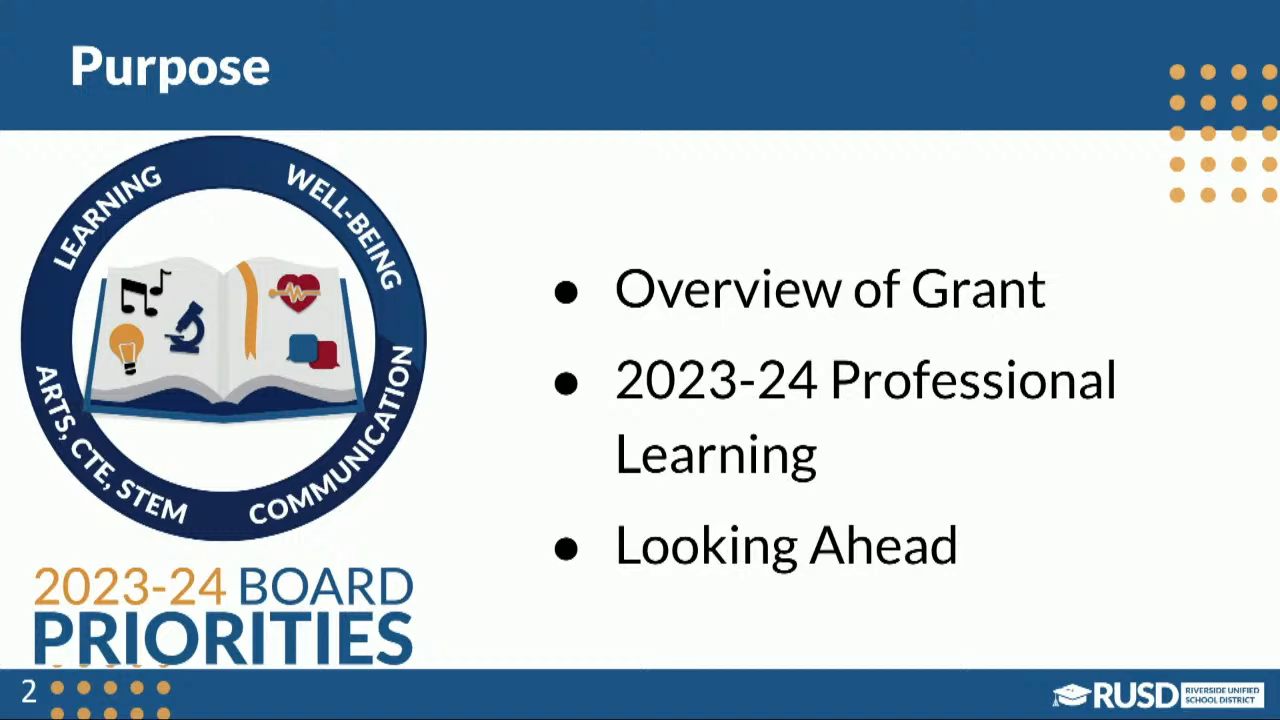 Purpose
LEARNING
WELL-BEING
ARTS, CTE, STEM
COMMUNICATION
2023-24 BOARD
PRIORITIES
● Overview of Grant
● 2023-24 Professional
Learning
● Looking Ahead
2
RUSD
RIVERSIDE UNIFIED
SCHOOL DISTRICT